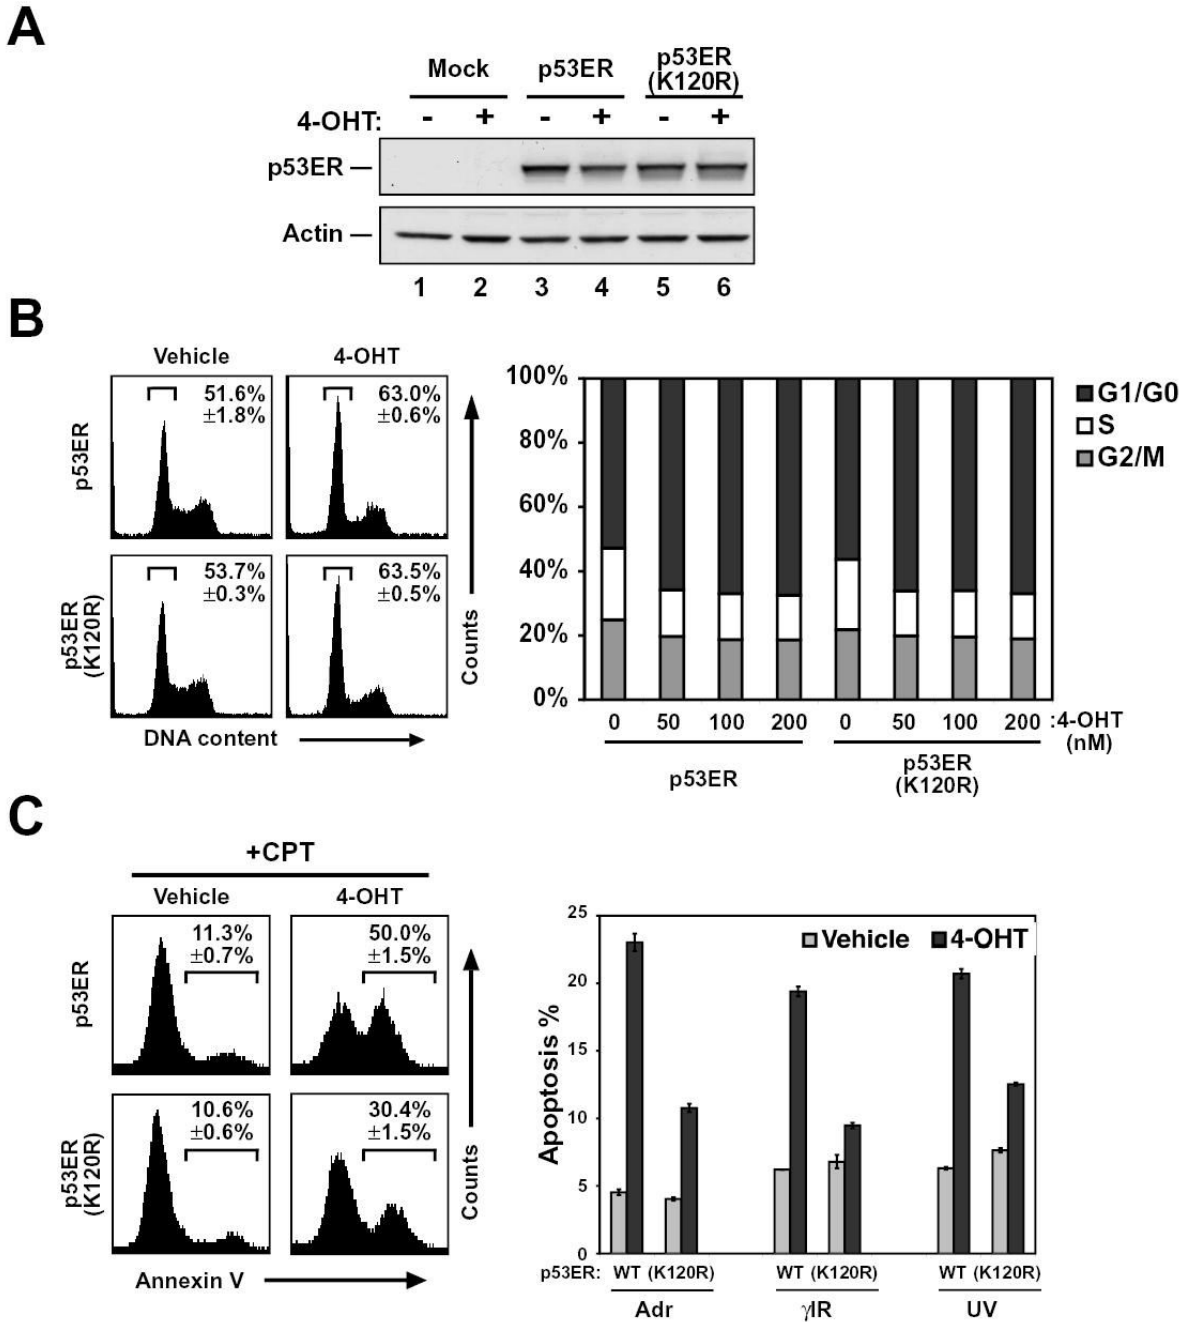 A
Mock
p53ER
p53ER
(K120R)
4-OHT: - + - + - +
p53ER
Actin
1 2 3 4 5 6
B
Vehicle
4-OHT
p53ER
51.6%
±1.8%
63.0%
±0.6%
p53ER
(K120R)
53.7%
±0.3%
63.5%
±0.5%
Counts
DNA content
100%
80%
60%
40%
20%
0%
G1/G0
S
G2/M
0 50 100 200 0 50 100 200 :4-OHT
(nM)
p53ER
p53ER
(K120R)
C
+CPT
Vehicle
4-OHT
p53ER
11.3%
±0.7%
50.0%
±1.5%
p53ER
(K120R)
10.6%
±0.6%
30.4%
±1.5%
Counts
Annexin V
Apoptosis %
25
20
15
10
5
0
Vehicle
4-OHT
p53ER: WT (K120R) WT (K120R) WT (K120R)
Adr
γIR
UV